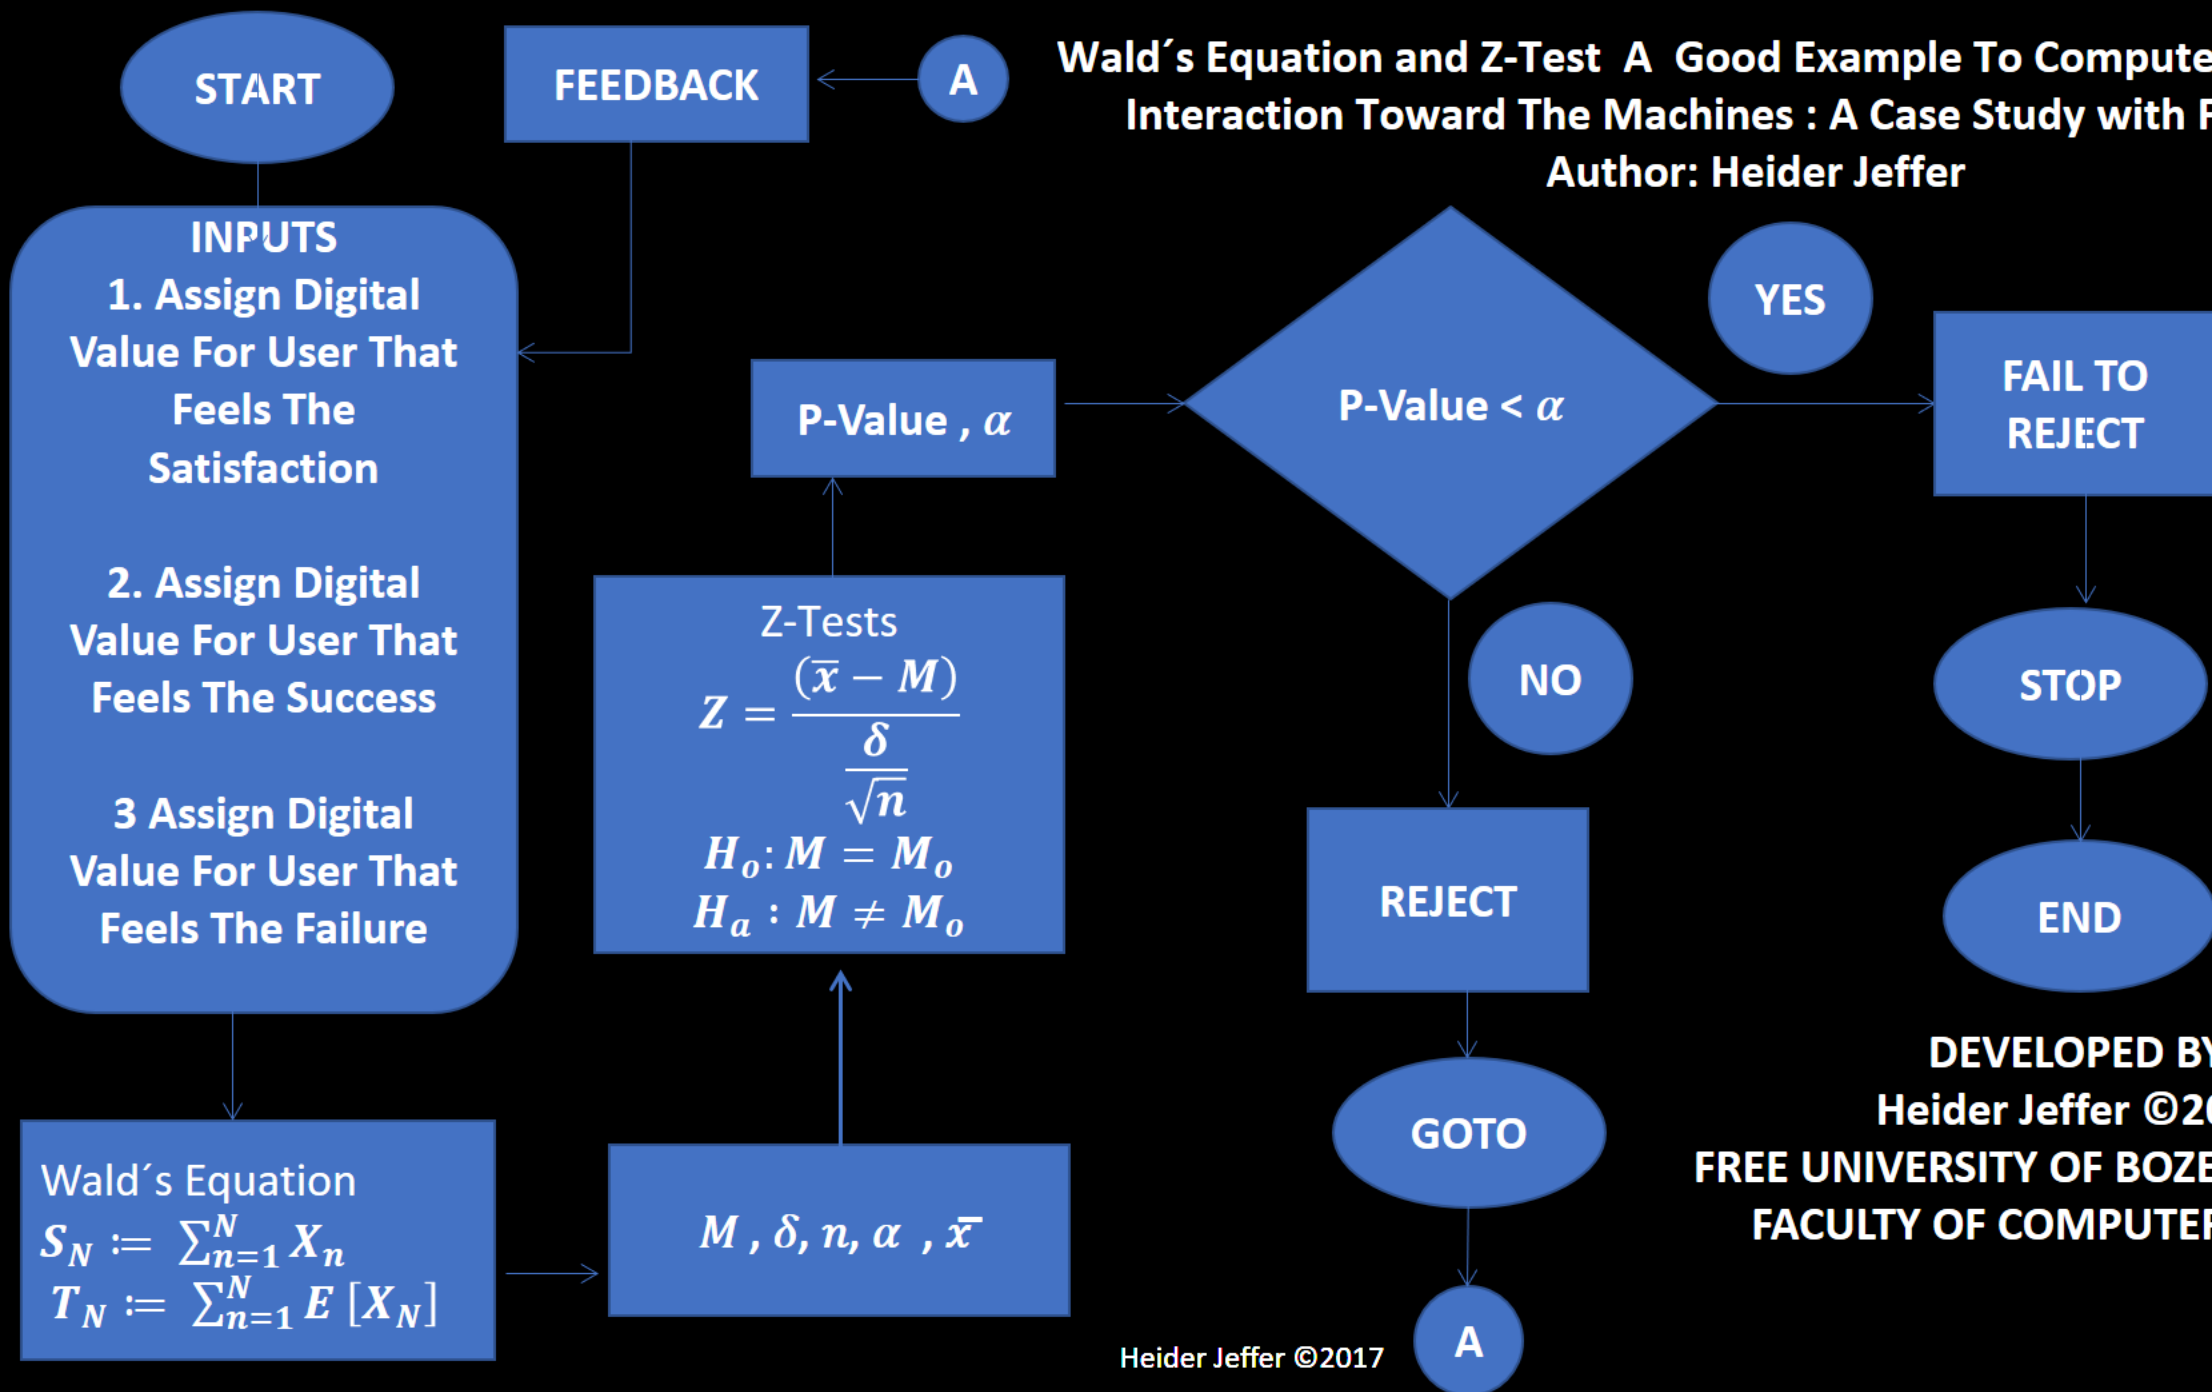 START
FEEDBACK
A
Wald´s Equation and Z-Test A Good Example To Compute
Interaction Toward The Machines : A Case Study with
Author: Heider Jeffer
INPUTS
1. Assign Digital
Value For User That
Feels The
Satisfaction
2. Assign Digital
Value For User That
Feels The Success
3 Assign Digital
Value For User That
Feels The Failure
Wald´s Equation
S_N := ∑_{n=1}^{N} X_n
T_N := ∑_{n=1}^{N} E [X_N]
M , δ, n, α , x̄
Z-Tests
Z = (x̄ − M) / (δ / √n)
H_o: M = M_o
H_a : M ≠ M_o
P-Value , α
P-Value < α
YES
FAIL TO
REJECT
STOP
END
NO
REJECT
GOTO
A
DEVELOPED BY
Heider Jeffer ©20
FREE UNIVERSITY OF
FACULTY OF COMPUTER
Heider Jeffer ©2017